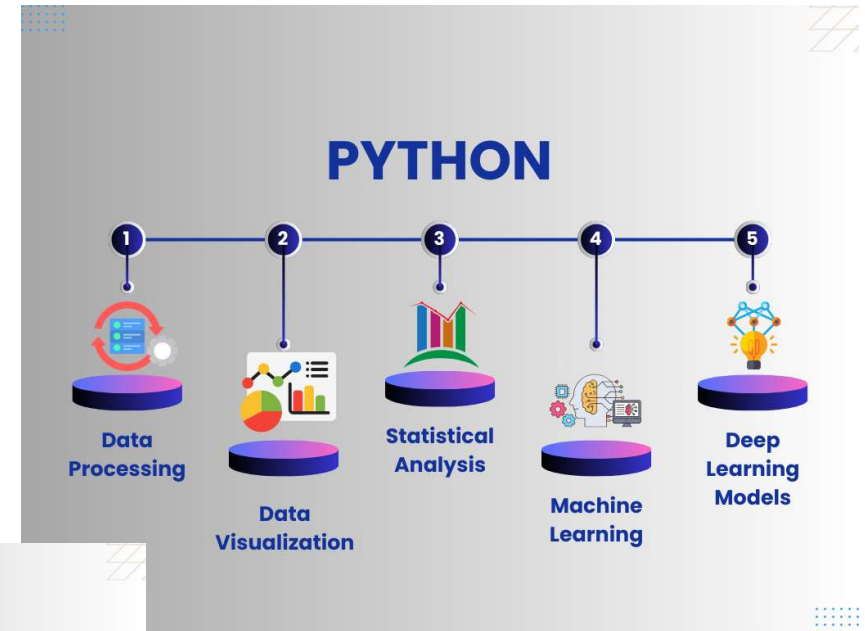 PYTHON
1 2 3 4 5
Data
Processing
Data
Visualization
Statistical
Analysis
Machine
Learning
Deep
Learning
Models